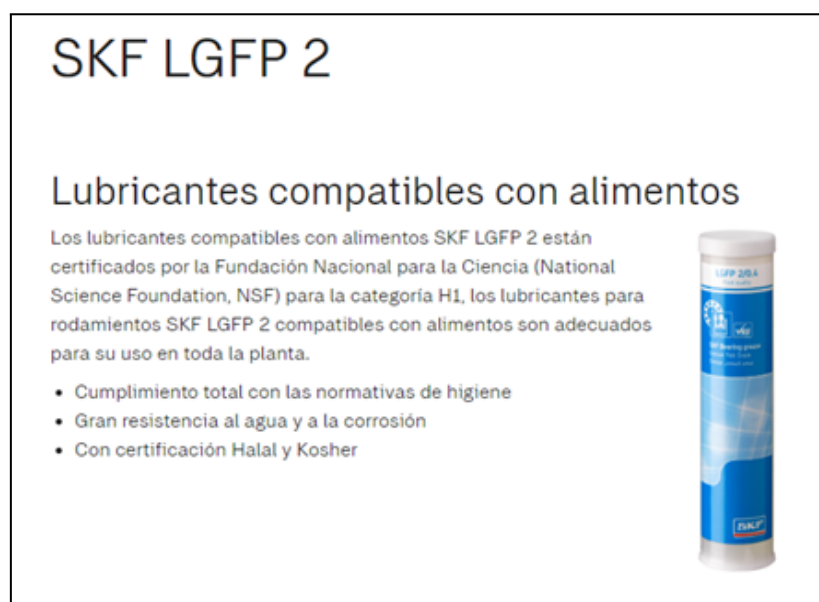 SKF LGFP 2
Lubricantes compatibles con alimentos
Los lubricantes compatibles con alimentos SKF LGFP 2 están
certificados por la Fundación Nacional para la Ciencia (National
Science Foundation, NSF) para la categoría H1, los lubricantes para
rodamientos SKF LGFP 2 compatibles con alimentos son adecuados
para su uso en toda la planta.
• Cumplimiento total con las normativas de higiene
• Gran resistencia al agua y a la corrosión
• Con certificación Halal y Kosher
LGFP 2/0.4
SKF Bearing grease
SKF